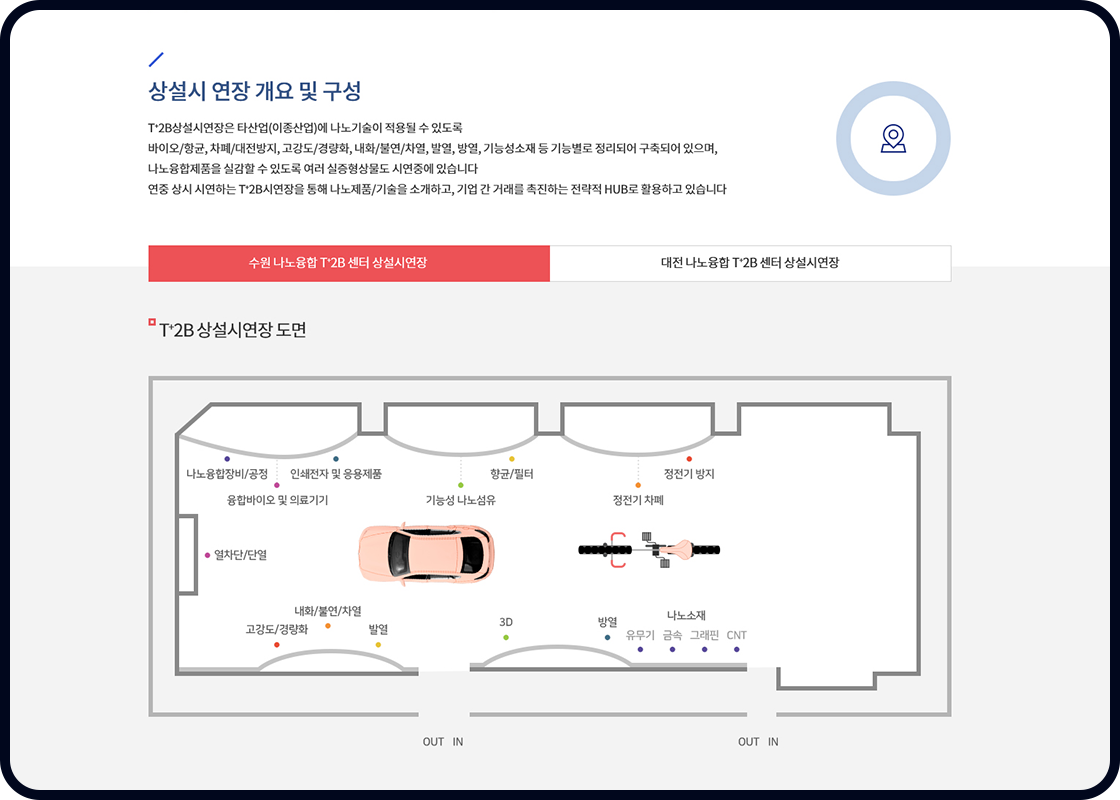 상설시 연장 개요 및 구성
T⁺2B상설시연장은 타산업(이종산업)에 나노기술이 적용될 수 있도록
바이오/항균, 차폐/대전방지, 고강도/경량화, 내화/불연/차열, 발열, 방열, 기능성소재 등 기능별로 정리되어 구축되어 있으며,
나노융합제품을 실감할 수 있도록 여러 실증형상물도 시연중에 있습니다
연중 상시 시연하는 T⁺2B시연장을 통해 나노제품/기술을 소개하고, 기업 간 거래를 촉진하는 전략적 HUB로 활용하고 있습니다
수원 나노융합 T⁺2B 센터 상설시연장
대전 나노융합 T⁺2B 센터 상설시연장
T⁺2B 상설시연장 도면
나노융합장비/공정
인쇄전자 및 응용제품
향균/필터
정전기 방지
융합바이오 및 의료기기
기능성 나노섬유
정전기 차폐
열차단/단열
내화/불연/차열
고강도/경량화
발열
3D
방열
나노소재
유무기 금속 그래핀 CNT
OUT IN
OUT IN